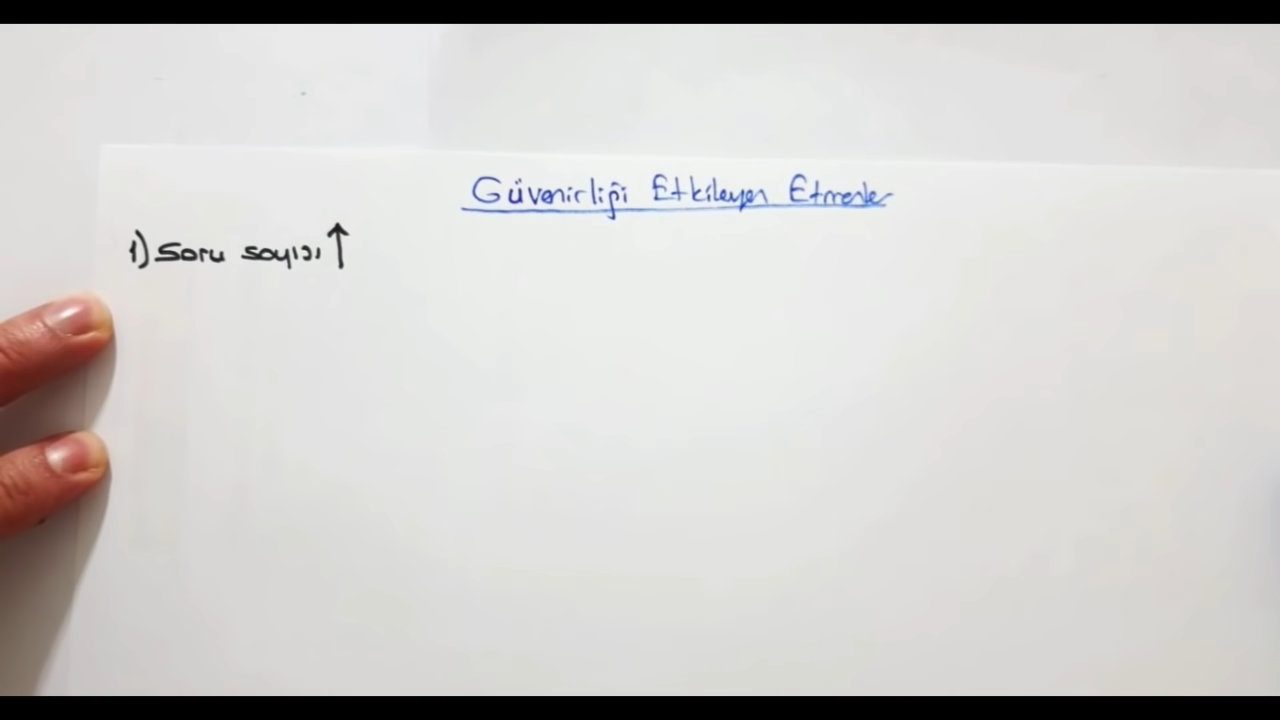 Güvenirliği Etkileyen Etmenler
1) Soru sayısı ↑